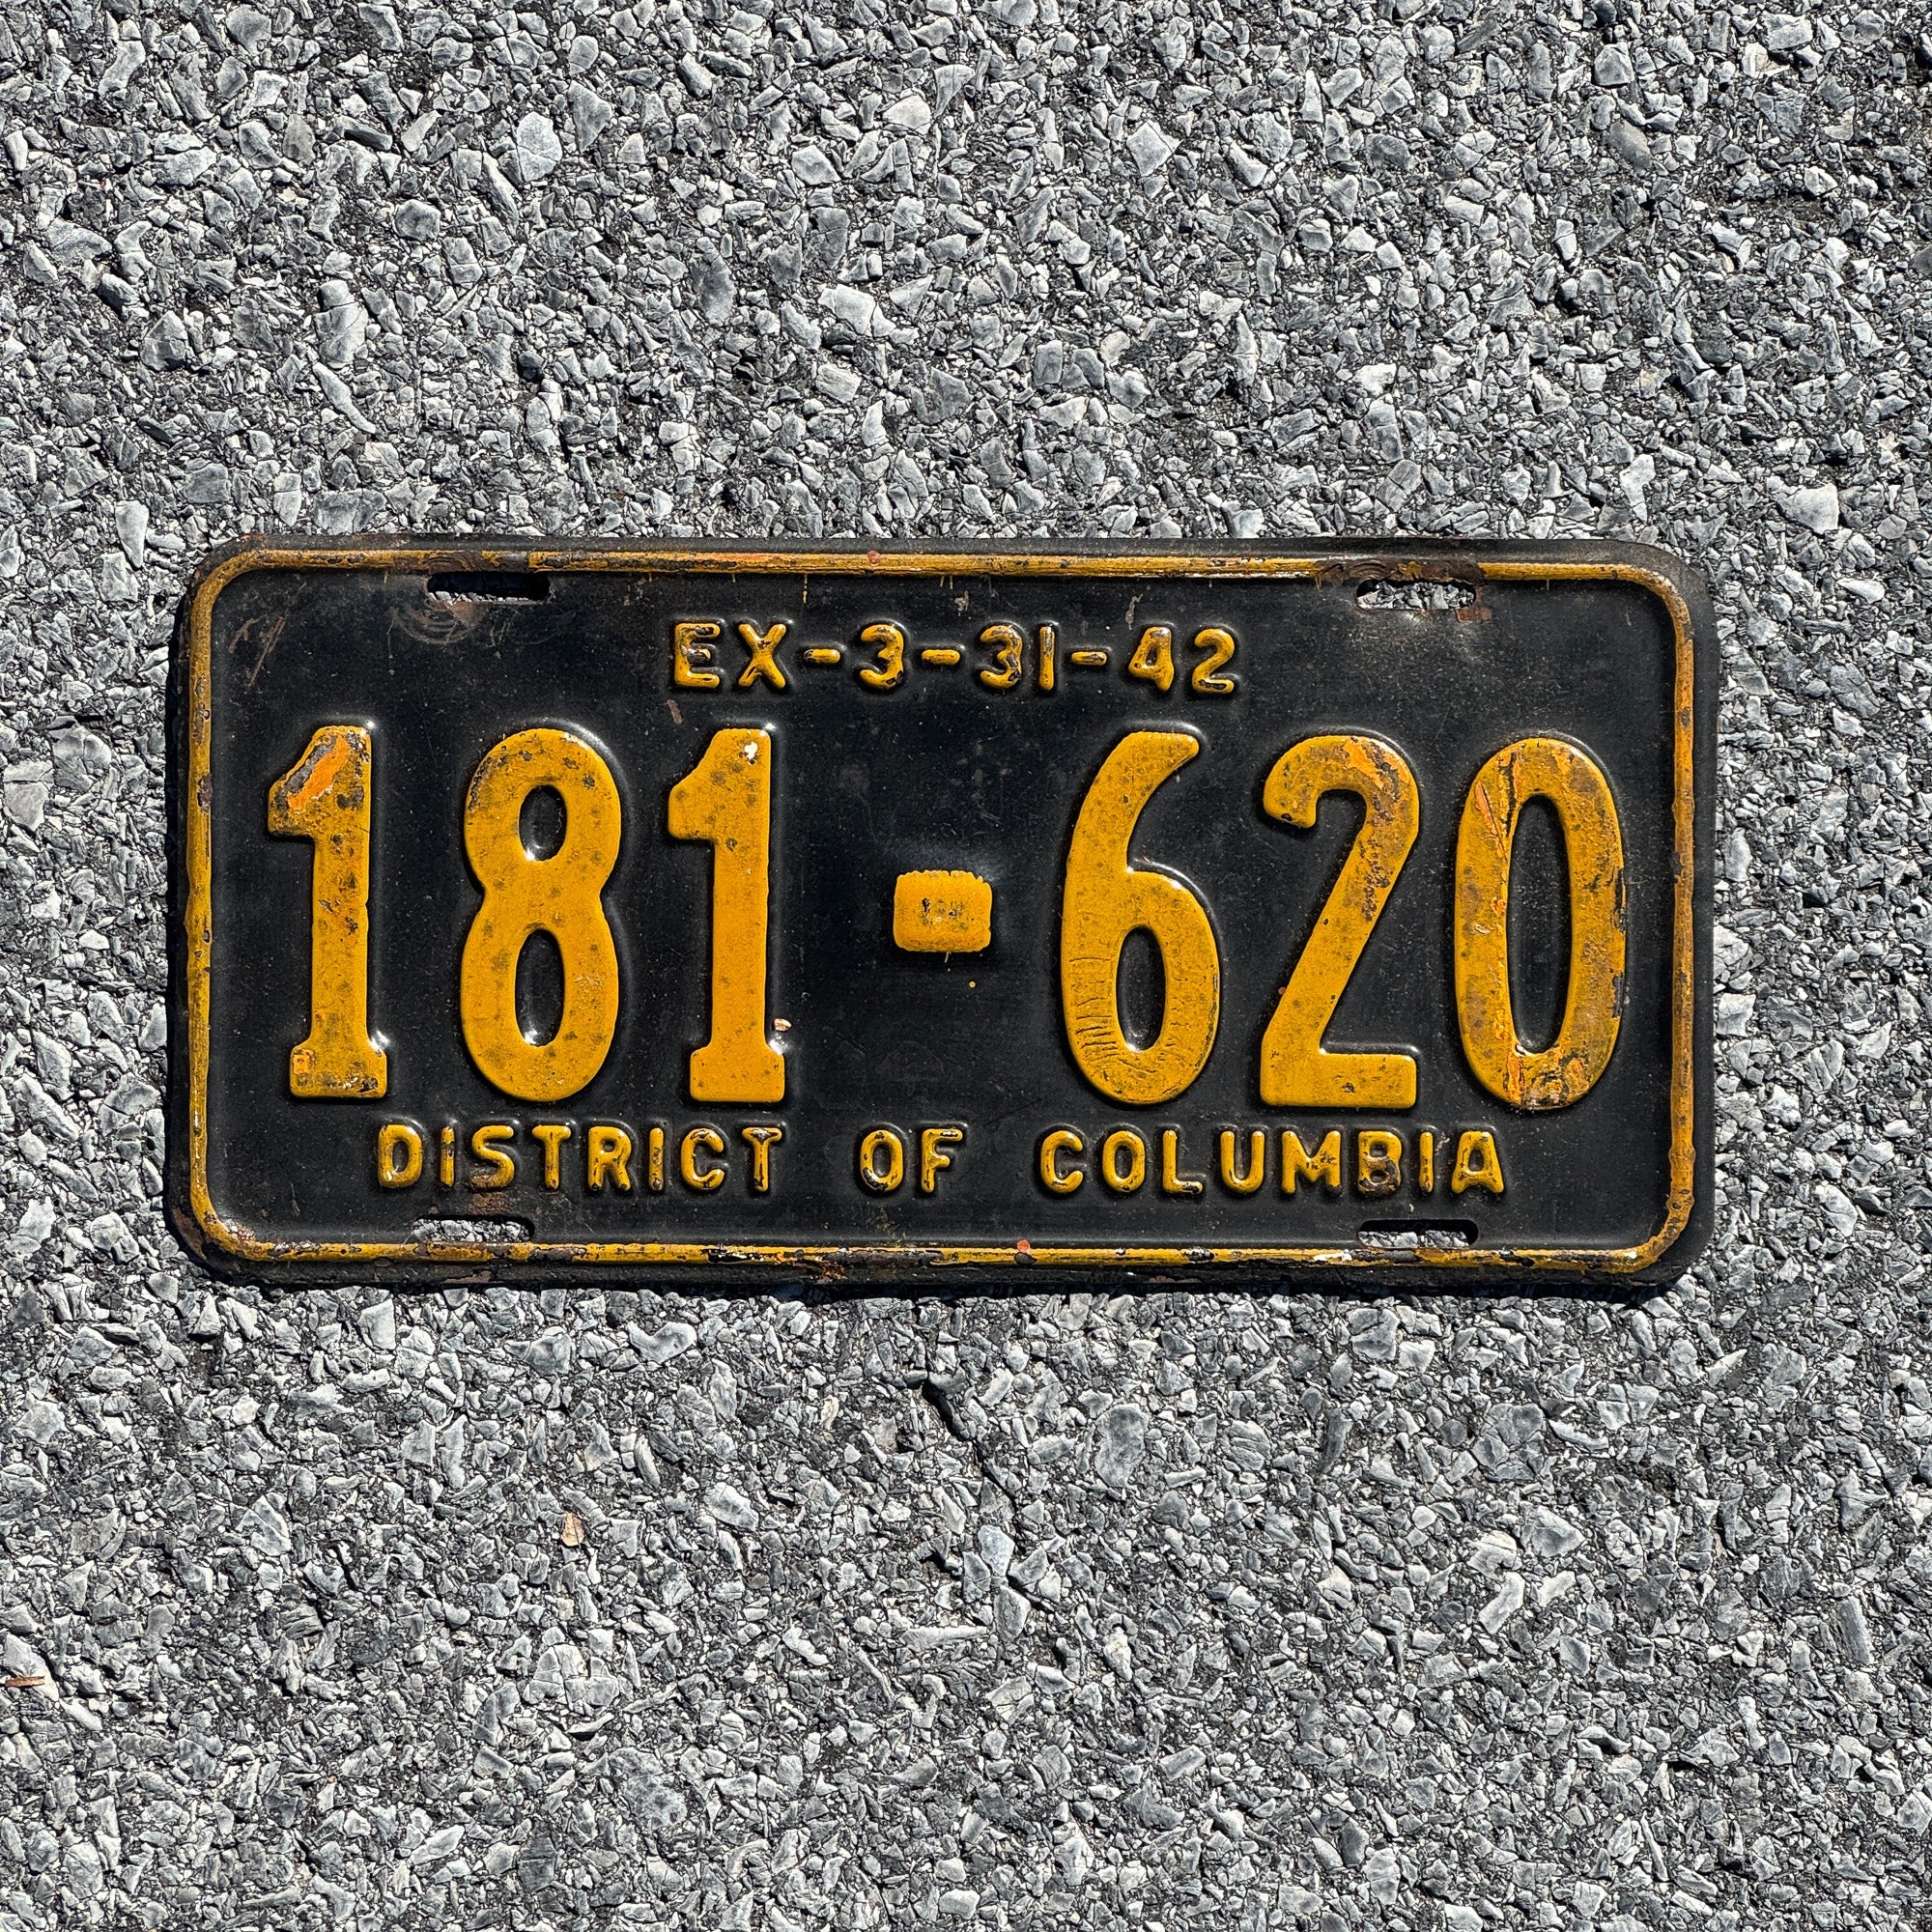 EX-3-31-42
181-620
DISTRICT OF COLUMBIA